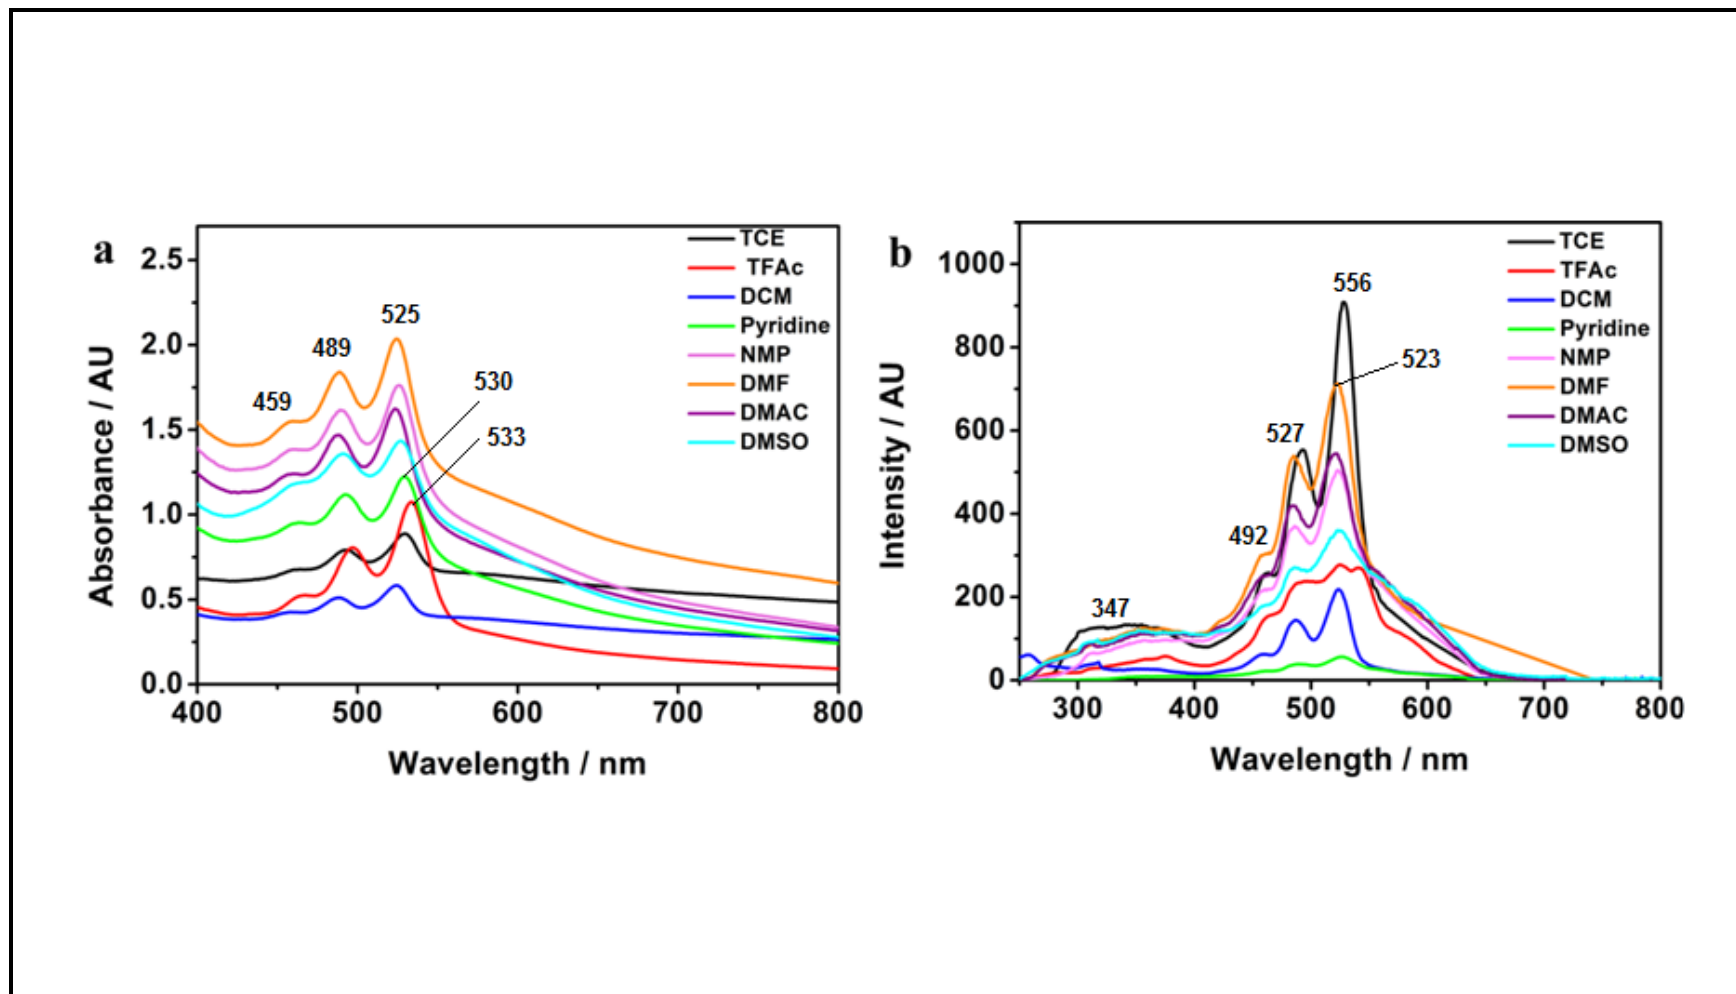 a
2.5
2.0
1.5
1.0
0.5
0.0
Absorbance / AU
400
500
600
700
800
Wavelength / nm
459
489
525
530
533
TCE
TFAc
DCM
Pyridine
NMP
DMF
DMAC
DMSO
b
1000
800
600
400
200
0
Intensity / AU
300
400
500
600
700
800
Wavelength / nm
347
492
527
556
523
TCE
TFAc
DCM
Pyridine
NMP
DMF
DMAC
DMSO